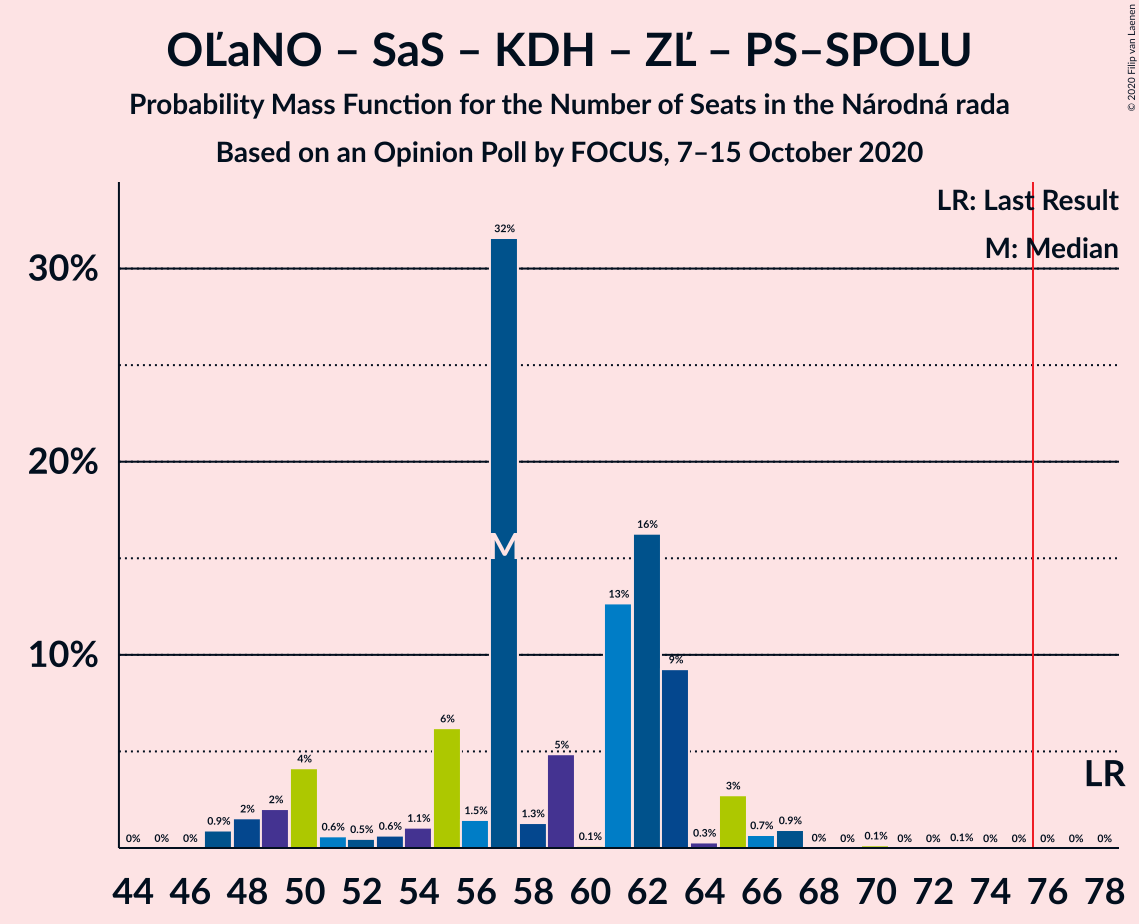 OĽaNO – SaS – KDH – ZĽ – PS–SPOLU
Probability Mass Function for the Number of Seats in the Národná rada
Based on an Opinion Poll by FOCUS, 7–15 October 2020
© 2020 Filip van Laenen
LR: Last Result
M: Median
30%
20%
10%
0% 0% 0% 0.9% 2% 2% 4% 0.6% 0.5% 0.6% 1.1% 6% 1.5% 32% 1.3% 5% 0.1% 13% 16% 9% 0.3% 3% 0.7% 0.9% 0% 0% 0.1% 0% 0% 0.1% 0% 0% 0% 0% 0%
M
LR
44 46 48 50 52 54 56 58 60 62 64 66 68 70 72 74 76 78